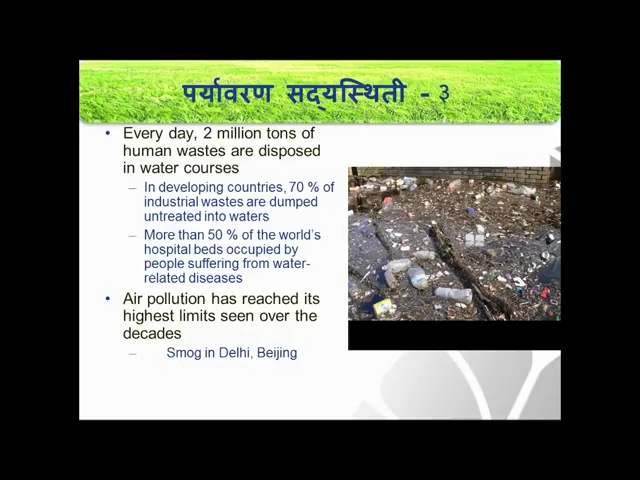 पर्यावरण सद्यस्थिती - ३
• Every day, 2 million tons of
human wastes are disposed
in water courses
– In developing countries, 70 % of
industrial wastes are dumped
untreated into waters
– More than 50 % of the world's
hospital beds occupied by
people suffering from water-
related diseases
• Air pollution has reached its
highest limits seen over the
decades
– Smog in Delhi, Beijing